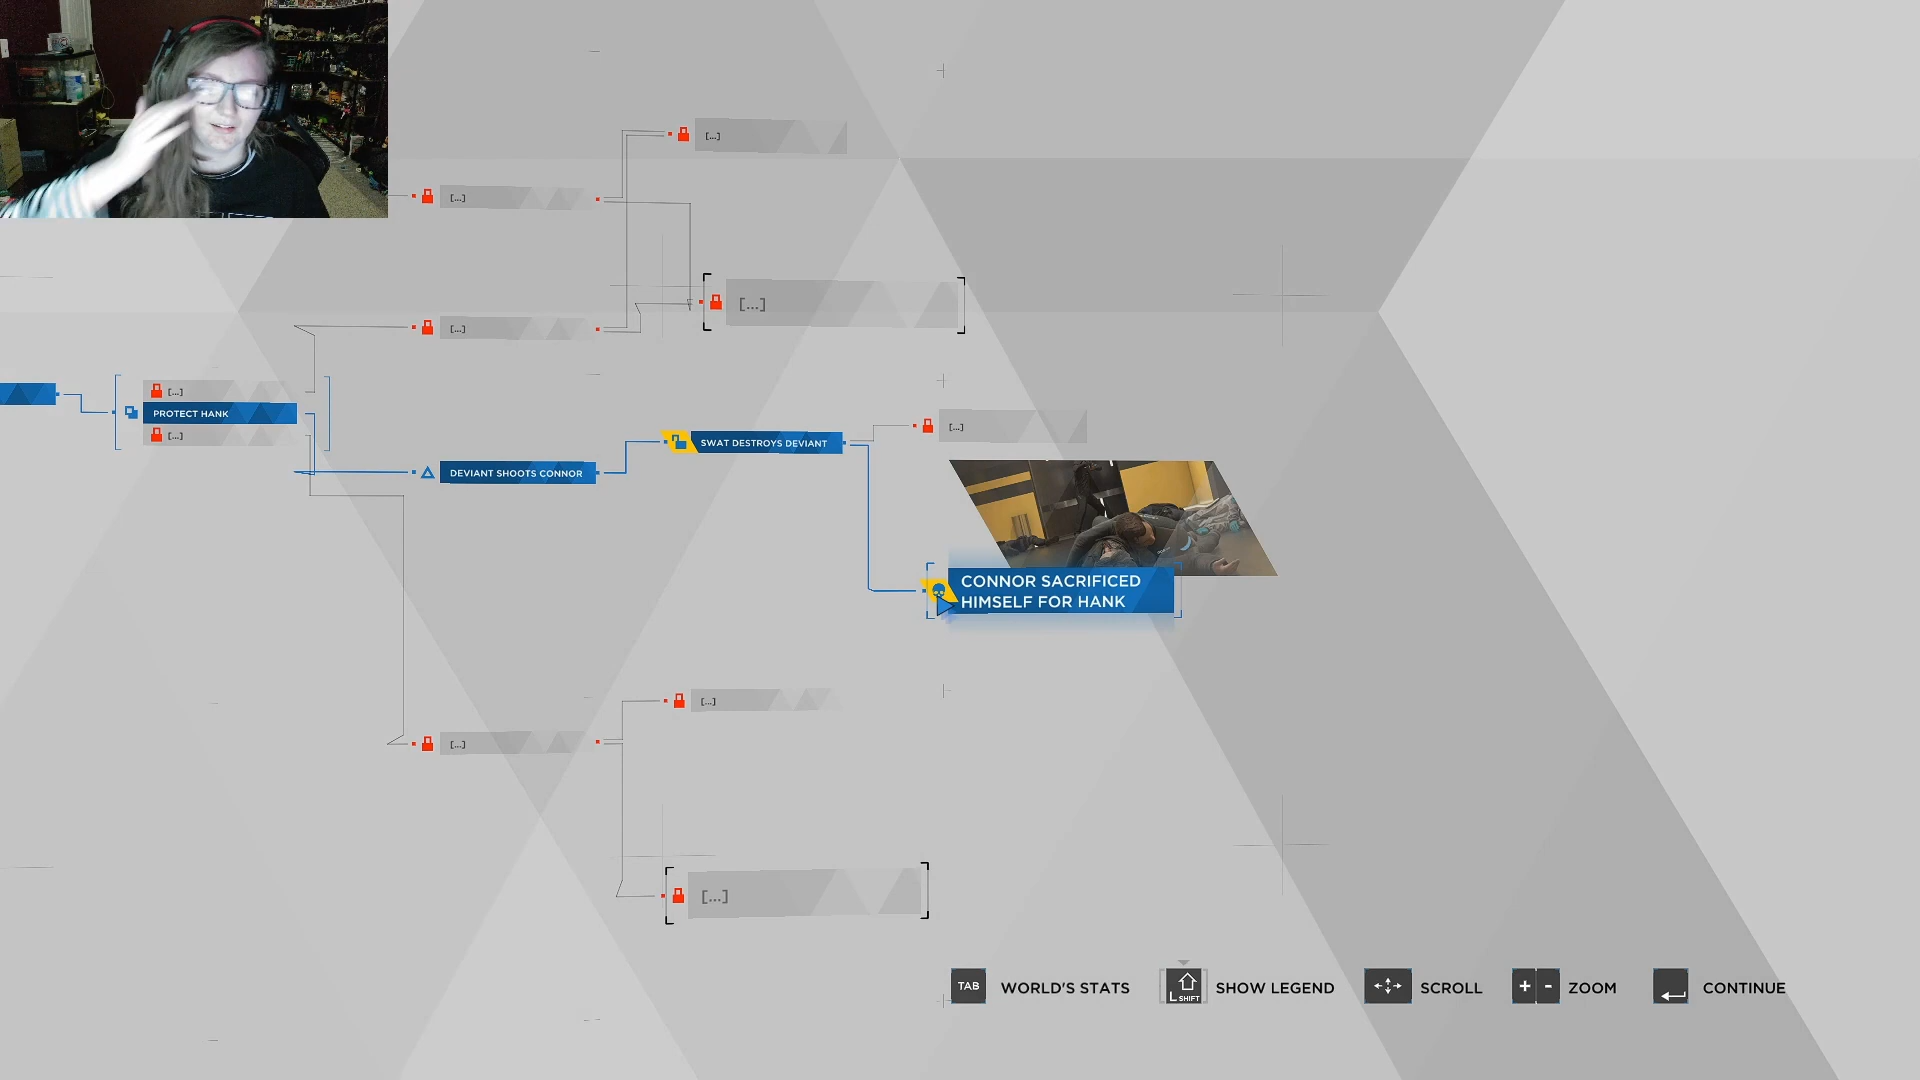 [...]
[...]
[...]
[...]
[...]
PROTECT HANK
[...]
[...]
SWAT DESTROYS DEVIANT
DEVIANT SHOOTS CONNOR
CONNOR SACRIFICED
HIMSELF FOR HANK
[...]
[...]
[...]
TAB WORLD'S STATS
L SHIFT SHOW LEGEND
SCROLL
+ - ZOOM
CONTINUE